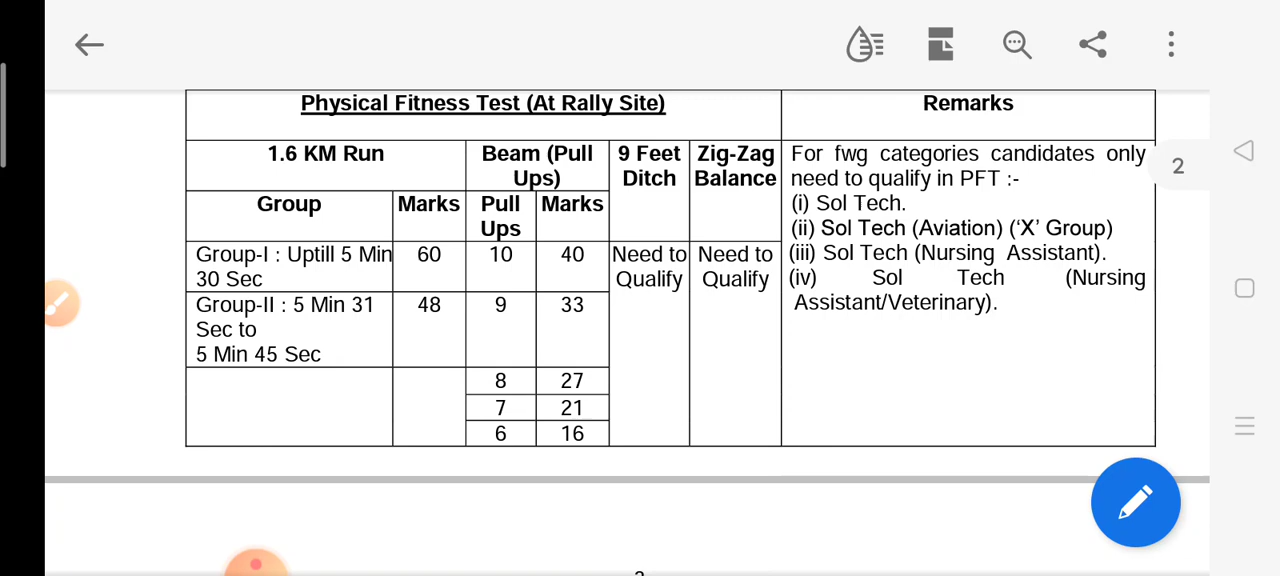 Physical Fitness Test (At Rally Site)
Remarks
1.6 KM Run
Beam (Pull
Ups)
9 Feet
Ditch
Zig-Zag
Balance
Group
Marks
Pull
Ups
Marks
Group-I : Uptill 5 Min
30 Sec
60
10
40
Need to
Qualify
Need to
Qualify
Group-II : 5 Min 31
Sec to
5 Min 45 Sec
48
9
33
8
27
7
21
6
16
For fwg categories candidates only
need to qualify in PFT :-
(i) Sol Tech.
(ii) Sol Tech (Aviation) (‘X’ Group)
(iii) Sol Tech (Nursing Assistant).
(iv) Sol Tech (Nursing
Assistant/Veterinary).
2